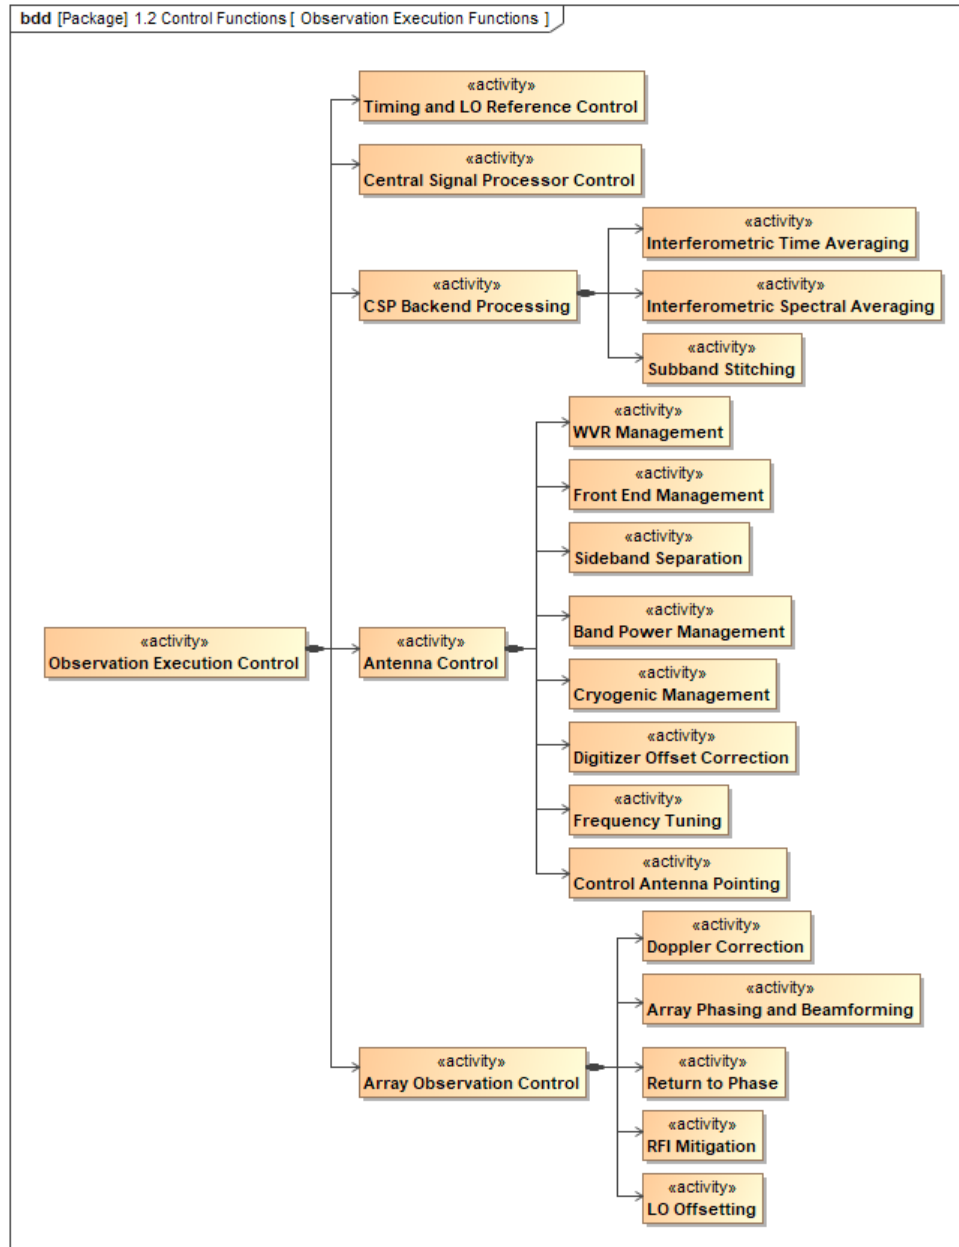 bdd [Package] 1.2 Control Functions [ Observation Execution Functions ]
«activity»
Timing and LO Reference Control
«activity»
Central Signal Processor Control
«activity»
Interferometric Time Averaging
«activity»
CSP Backend Processing
«activity»
Interferometric Spectral Averaging
«activity»
Subband Stitching
«activity»
WVR Management
«activity»
Front End Management
«activity»
Sideband Separation
«activity»
Band Power Management
«activity»
Observation Execution Control
«activity»
Antenna Control
«activity»
Cryogenic Management
«activity»
Digitizer Offset Correction
«activity»
Frequency Tuning
«activity»
Control Antenna Pointing
«activity»
Doppler Correction
«activity»
Array Phasing and Beamforming
«activity»
Array Observation Control
«activity»
Return to Phase
«activity»
RFI Mitigation
«activity»
LO Offsetting